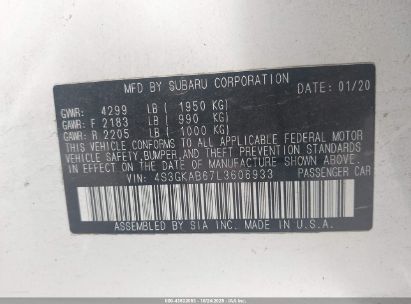 MFD BY SUBARU CORPORATION
DATE: 01/20
GVWR: 4299 LB ( 1950 KG)
GAWR: F 2183 LB ( 990 KG)
GAWR: R 2205 LB ( 1000 KG)
THIS VEHICLE CONFORMS TO ALL APPLICABLE FEDERAL MOTOR
VEHICLE SAFETY, BUMPER, AND THEFT PREVENTION STANDARDS
IN EFFECT ON THE DATE OF MANUFACTURE SHOWN ABOVE.
VIN: 4S3GKAB67L3606933 PASSENGER CAR
ASSEMBLED BY SIA INC. MADE IN U.S.A.